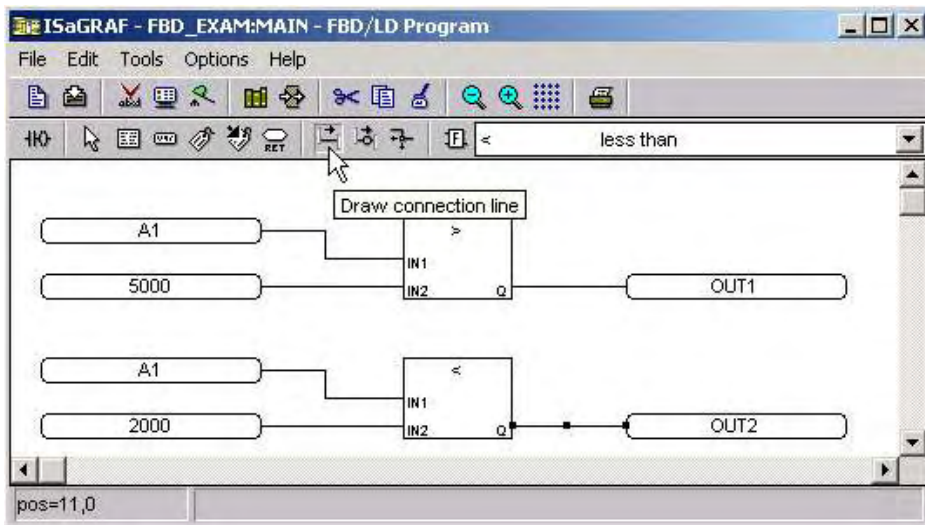 ISaGRAF - FBD_EXAM:MAIN - FBD/LD Program
File Edit Tools Options Help
RET
F < less than
Draw connection line
A1 >
IN1
5000 IN2 Q OUT1
A1 <
IN1
2000 IN2 Q OUT2
pos=11,0